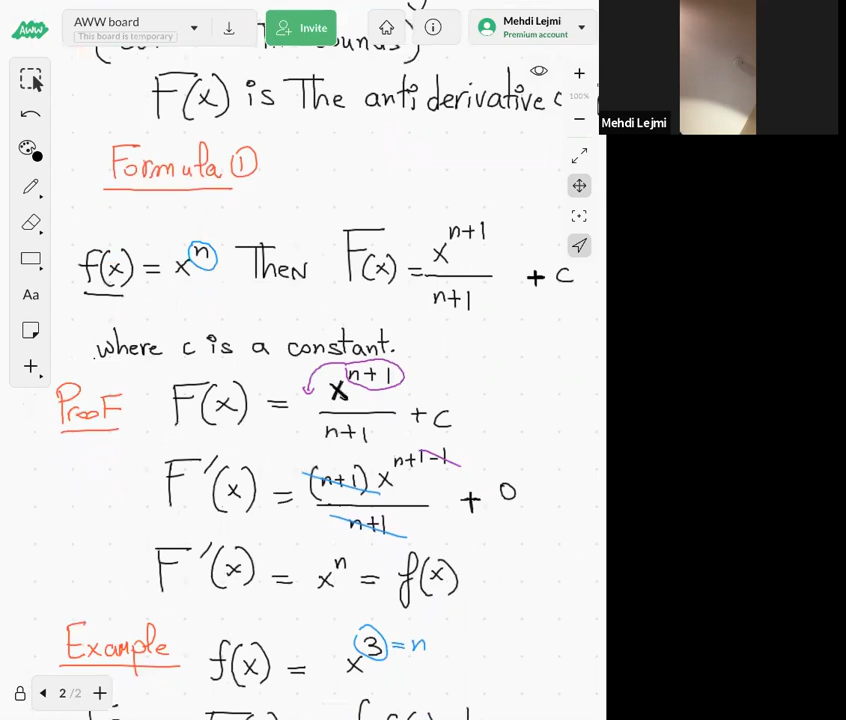 AWW board
This board is temporary
AWW
Invite
Mehdi Lejmi
Premium account
F(x) is The antiderivative
100%
Mehdi Lejmi
Formula ①
f(x) = x^n Then F(x) = x^(n+1)/(n+1) + C
where c is a constant.
Aa
ProoF F(x) = x^(n+1)/(n+1) + C
F'(x) = (n+1) x^(n+1-1)/(n+1) + 0
F'(x) = x^n = f(x)
Example f(x) = x^3 = n
2 / 2